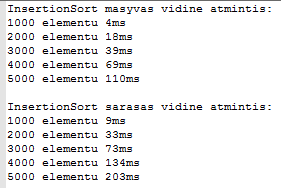 InsertionSort masyvas vidine atmintis:
1000 elementu 4ms
2000 elementu 18ms
3000 elementu 39ms
4000 elementu 69ms
5000 elementu 110ms

InsertionSort sarasas vidine atmintis:
1000 elementu 9ms
2000 elementu 33ms
3000 elementu 73ms
4000 elementu 134ms
5000 elementu 203ms